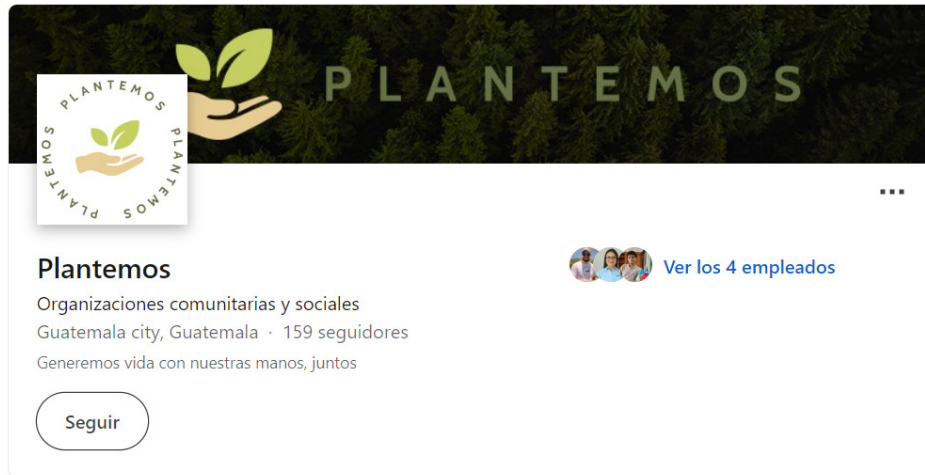 PLANTEMOS
PLANTEMOS PLANTEMOS PLANTEMOS
Plantemos
Ver los 4 empleados
Organizaciones comunitarias y sociales
Guatemala city, Guatemala · 159 seguidores
Generemos vida con nuestras manos, juntos
Seguir